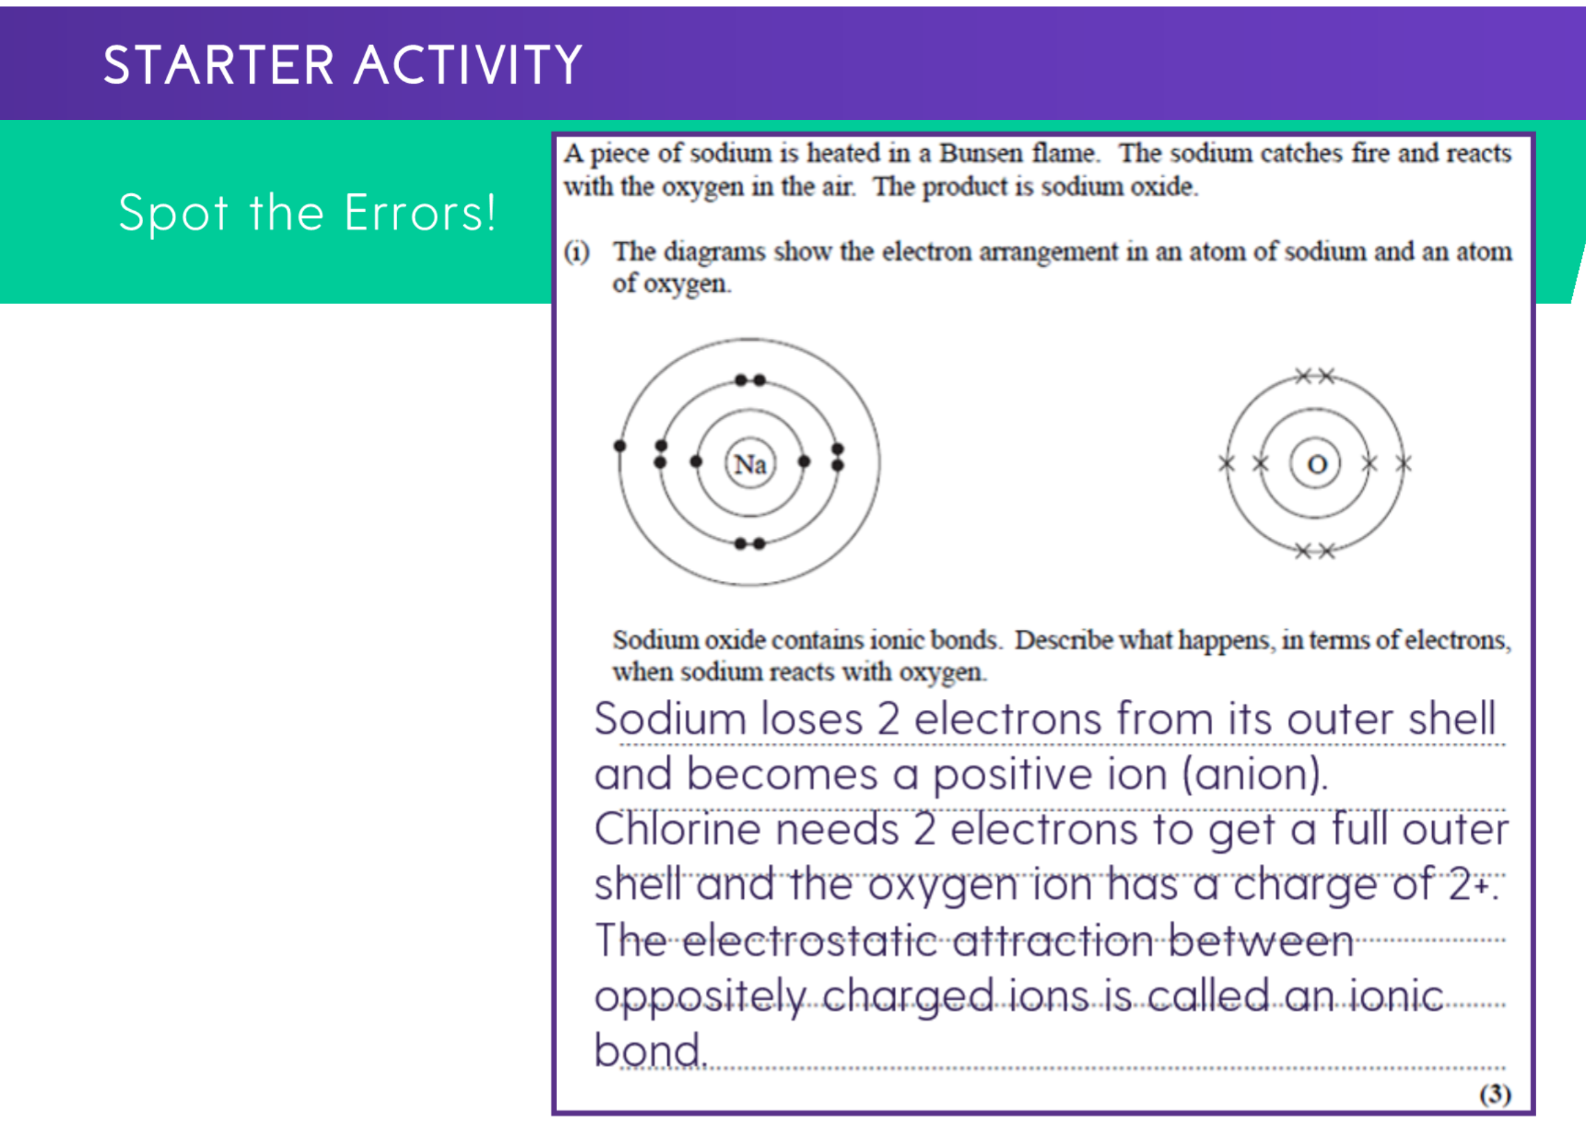 STARTER ACTIVITY
Spot the Errors!
A piece of sodium is heated in a Bunsen flame. The sodium catches fire and reacts
with the oxygen in the air. The product is sodium oxide.
(i) The diagrams show the electron arrangement in an atom of sodium and an atom
of oxygen.
Na
O
Sodium oxide contains ionic bonds. Describe what happens, in terms of electrons,
when sodium reacts with oxygen.
Sodium loses 2 electrons from its outer shell
and becomes a positive ion (anion).
Chlorine needs 2 electrons to get a full outer
shell and the oxygen ion has a charge of 2+.
The electrostatic attraction between
oppositely charged ions is called an ionic
bond.
(3)